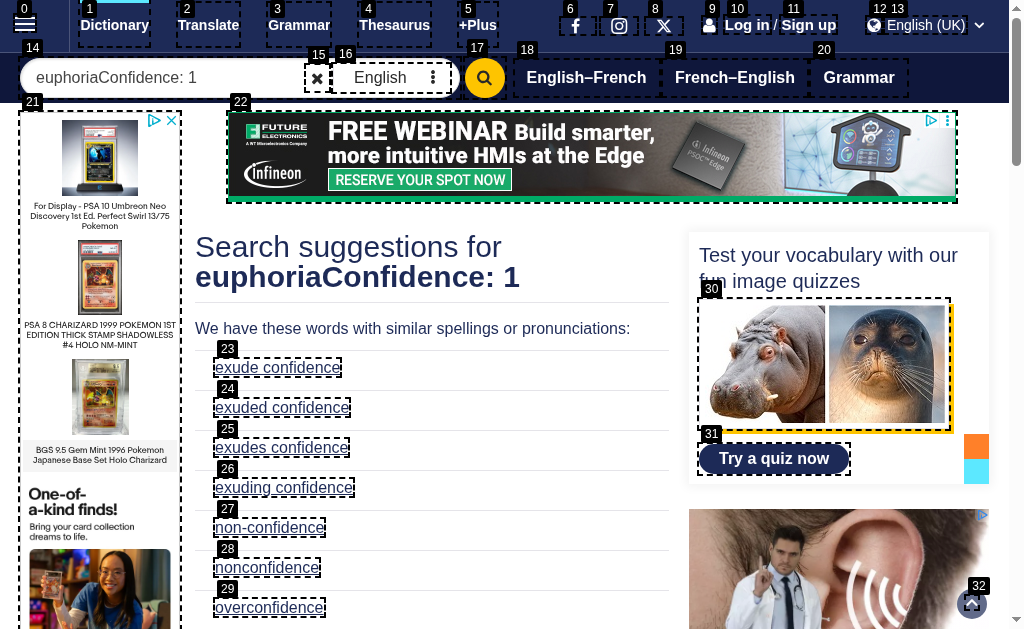 0
1
2
3
4
5
6
7
8
9
10
11
12
13
Dictionary
Translate
Grammar
Thesaurus
+Plus
Log in / Sign up
English (UK)
14
15
16
17
18
19
20
euphoriaConfidence: 1
English
English–French
French–English
Grammar
21
22
FUTURE
ELECTRONICS
A WT Microelectronics Company
infineon
FREE WEBINAR Build smarter,
more intuitive HMIs at the Edge
RESERVE YOUR SPOT NOW
infineon
PSOC™ Edge
For Display - PSA 10 Umbreon Neo
Discovery 1st Ed. Perfect Swirl 13/75
Pokemon
PSA 8 CHARIZARD 1999 POKEMON 1ST
EDITION THICK STAMP SHADOWLESS
#4 HOLO NM-MINT
BGS 9.5 Gem Mint 1996 Pokemon
Japanese Base Set Holo Charizard
One-of-
a-kind finds!
Bring your card collection
dreams to life.
Search suggestions for
euphoriaConfidence: 1
We have these words with similar spellings or pronunciations:
23
exude confidence
24
exuded confidence
25
exudes confidence
26
exuding confidence
27
non-confidence
28
nonconfidence
29
overconfidence
Test your vocabulary with our
fun image quizzes
30
31
Try a quiz now
32